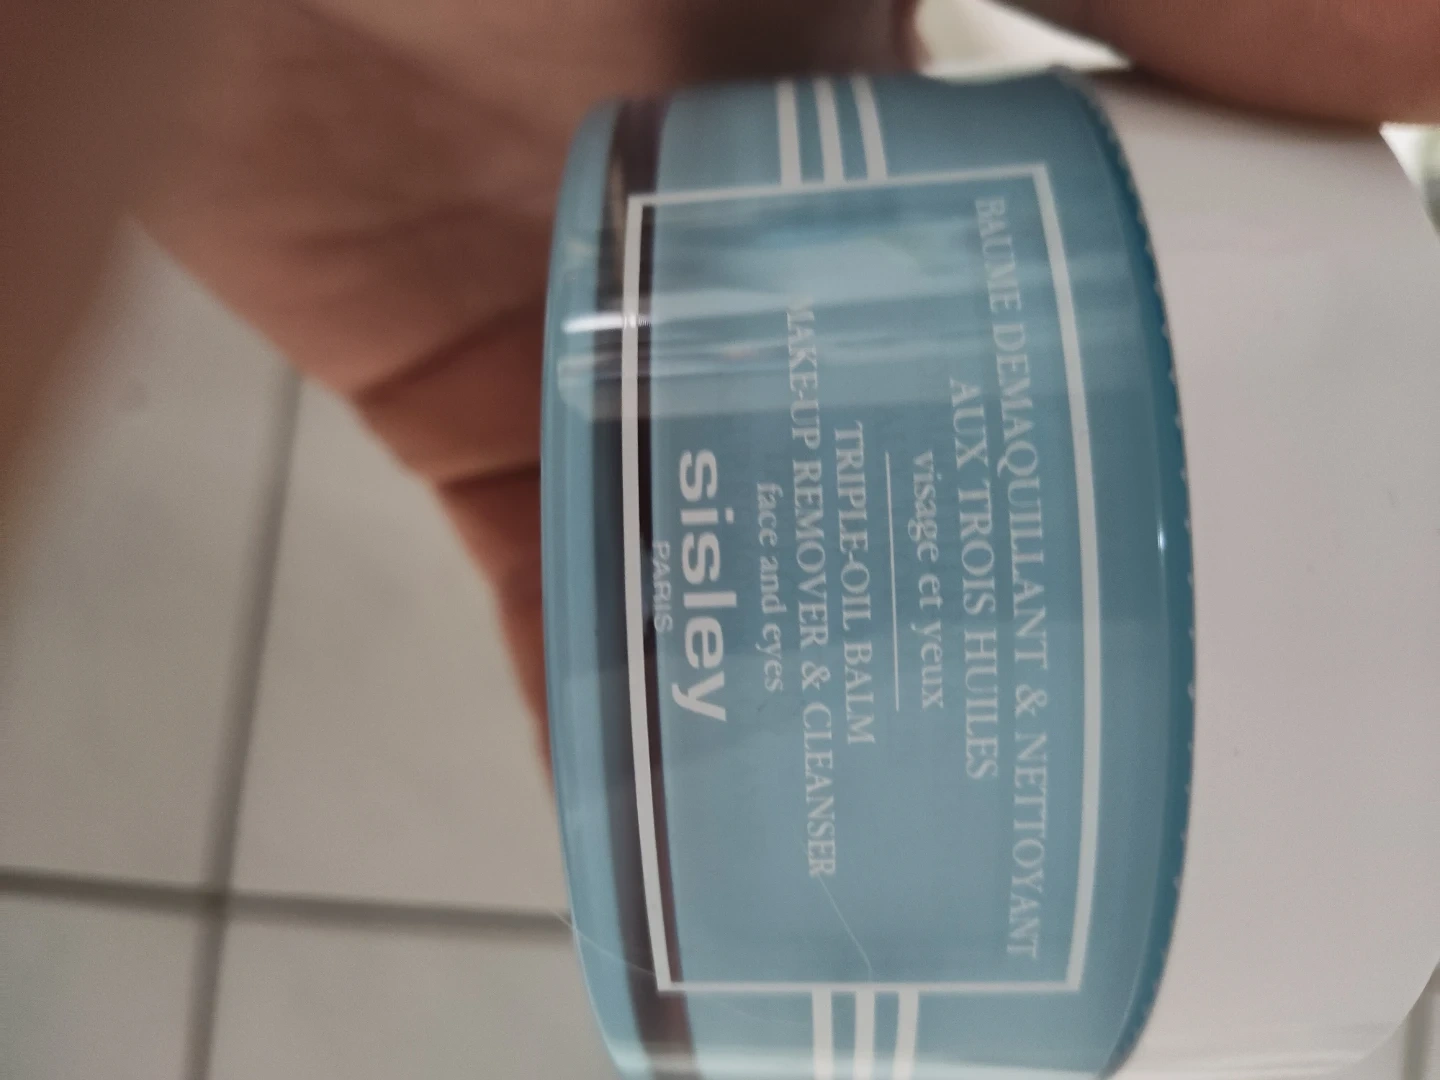 BAUME DEMAQUILLANT & NETTOYANT
AUX TROIS HUILES
visage et yeux
TRIPLE-OIL BALM
MAKE-UP REMOVER & CLEANSER
face and eyes
sisley
PARIS